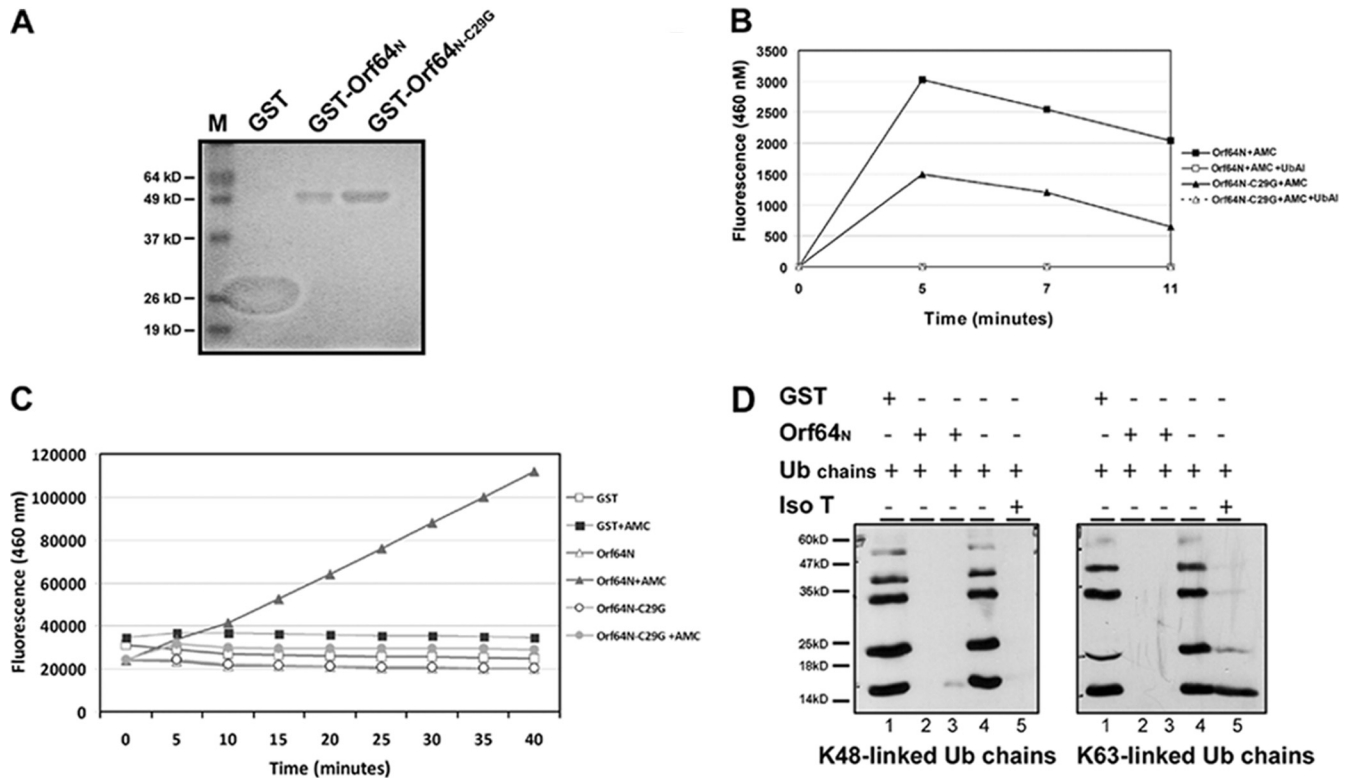 A
M GST GST-Orf64N GST-Orf64N-C29G
64 kD
49 kD
37 kD
26 kD
19 kD
B
3500
3000
2500
2000
1500
1000
500
0
Fluorescence (460 nM)
0 5 7 11
Time (minutes)
Orf64N+AMC
Orf64N+AMC+UbAl
Orf64N-C29G+AMC
Orf64N-C29G+AMC+UbAl
C
120000
100000
80000
60000
40000
20000
0
Fluorescence (460 nm)
0 5 10 15 20 25 30 35 40
Time (minutes)
GST
GST+AMC
Orf64N
Orf64N+AMC
Orf64N-C29G
Orf64N-C29G +AMC
D
GST + - - - - + - - - -
Orf64N - + + - - - + + - -
Ub chains + + + + + + + + + +
Iso T - - - - + - - - - +
60kD
47kD
35kD
25kD
18kD
14kD
1 2 3 4 5 1 2 3 4 5
K48-linked Ub chains K63-linked Ub chains